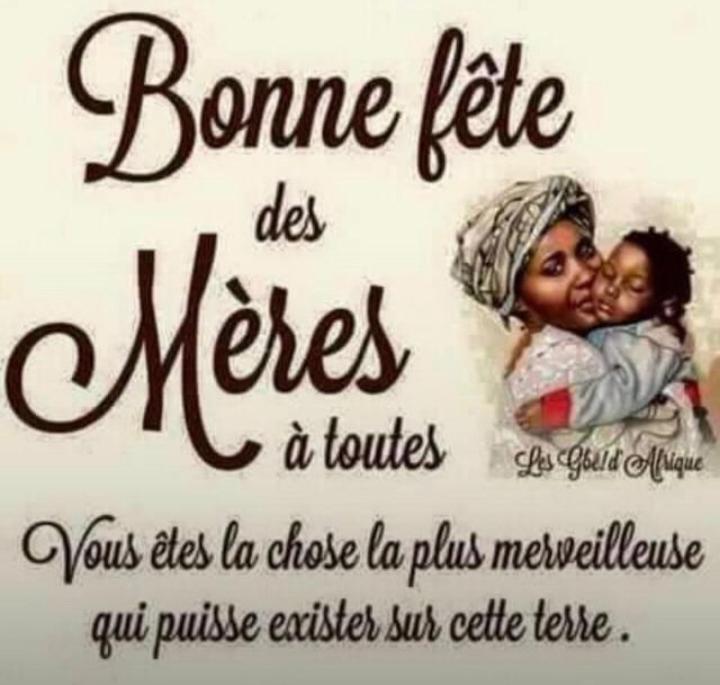 Bonne fête
des
Mères
à toutes
Les Gbé/d'Afrique
Vous êtes la chose la plus merveilleuse
qui puisse exister sur cette terre .